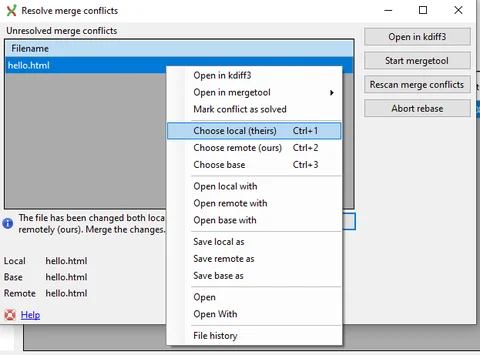 Resolve merge conflicts
Unresolved merge conflicts
Filename
hello.html
Open in kdiff3
Start mergetool
Rescan merge conflicts
Abort rebase
Open in kdiff3
Open in mergetool
Mark conflict as solved
Choose local (theirs) Ctrl+1
Choose remote (ours) Ctrl+2
Choose base Ctrl+3
Open local with
Open remote with
Open base with
Save local as
Save remote as
Save base as
Open
Open With
File history
The file has been changed both loca
remotely (ours). Merge the changes.
Local hello.html
Base hello.html
Remote hello.html
Help